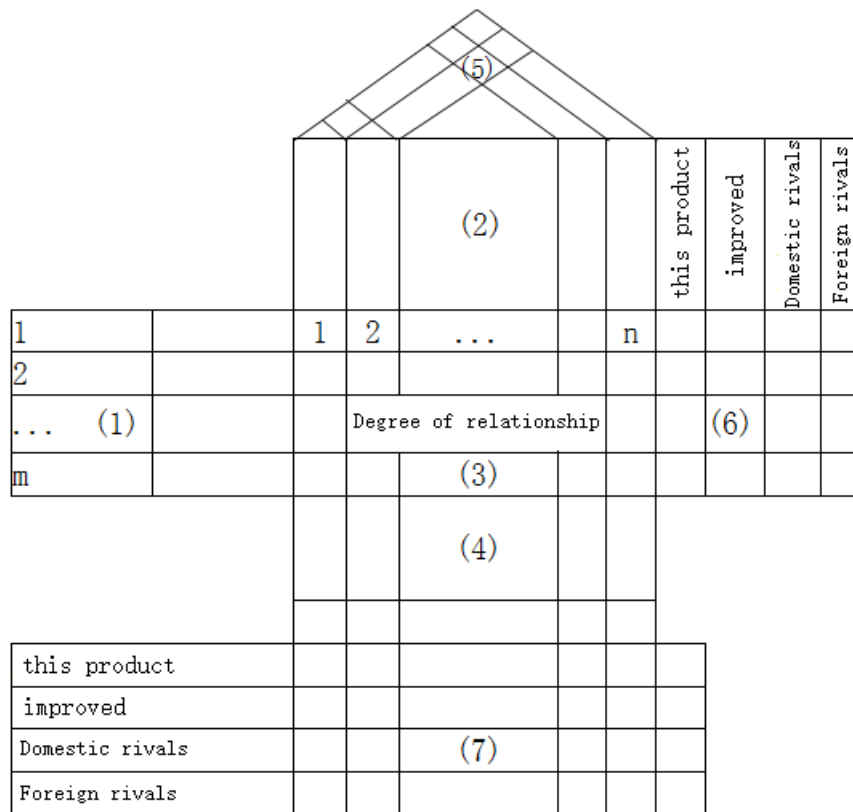 (5)
(2)
this product
improved
Domestic rivals
Foreign rivals
1 1 2 ... n
2
... (1) Degree of relationship (6)
m (3)
(4)
this product
improved
Domestic rivals (7)
Foreign rivals